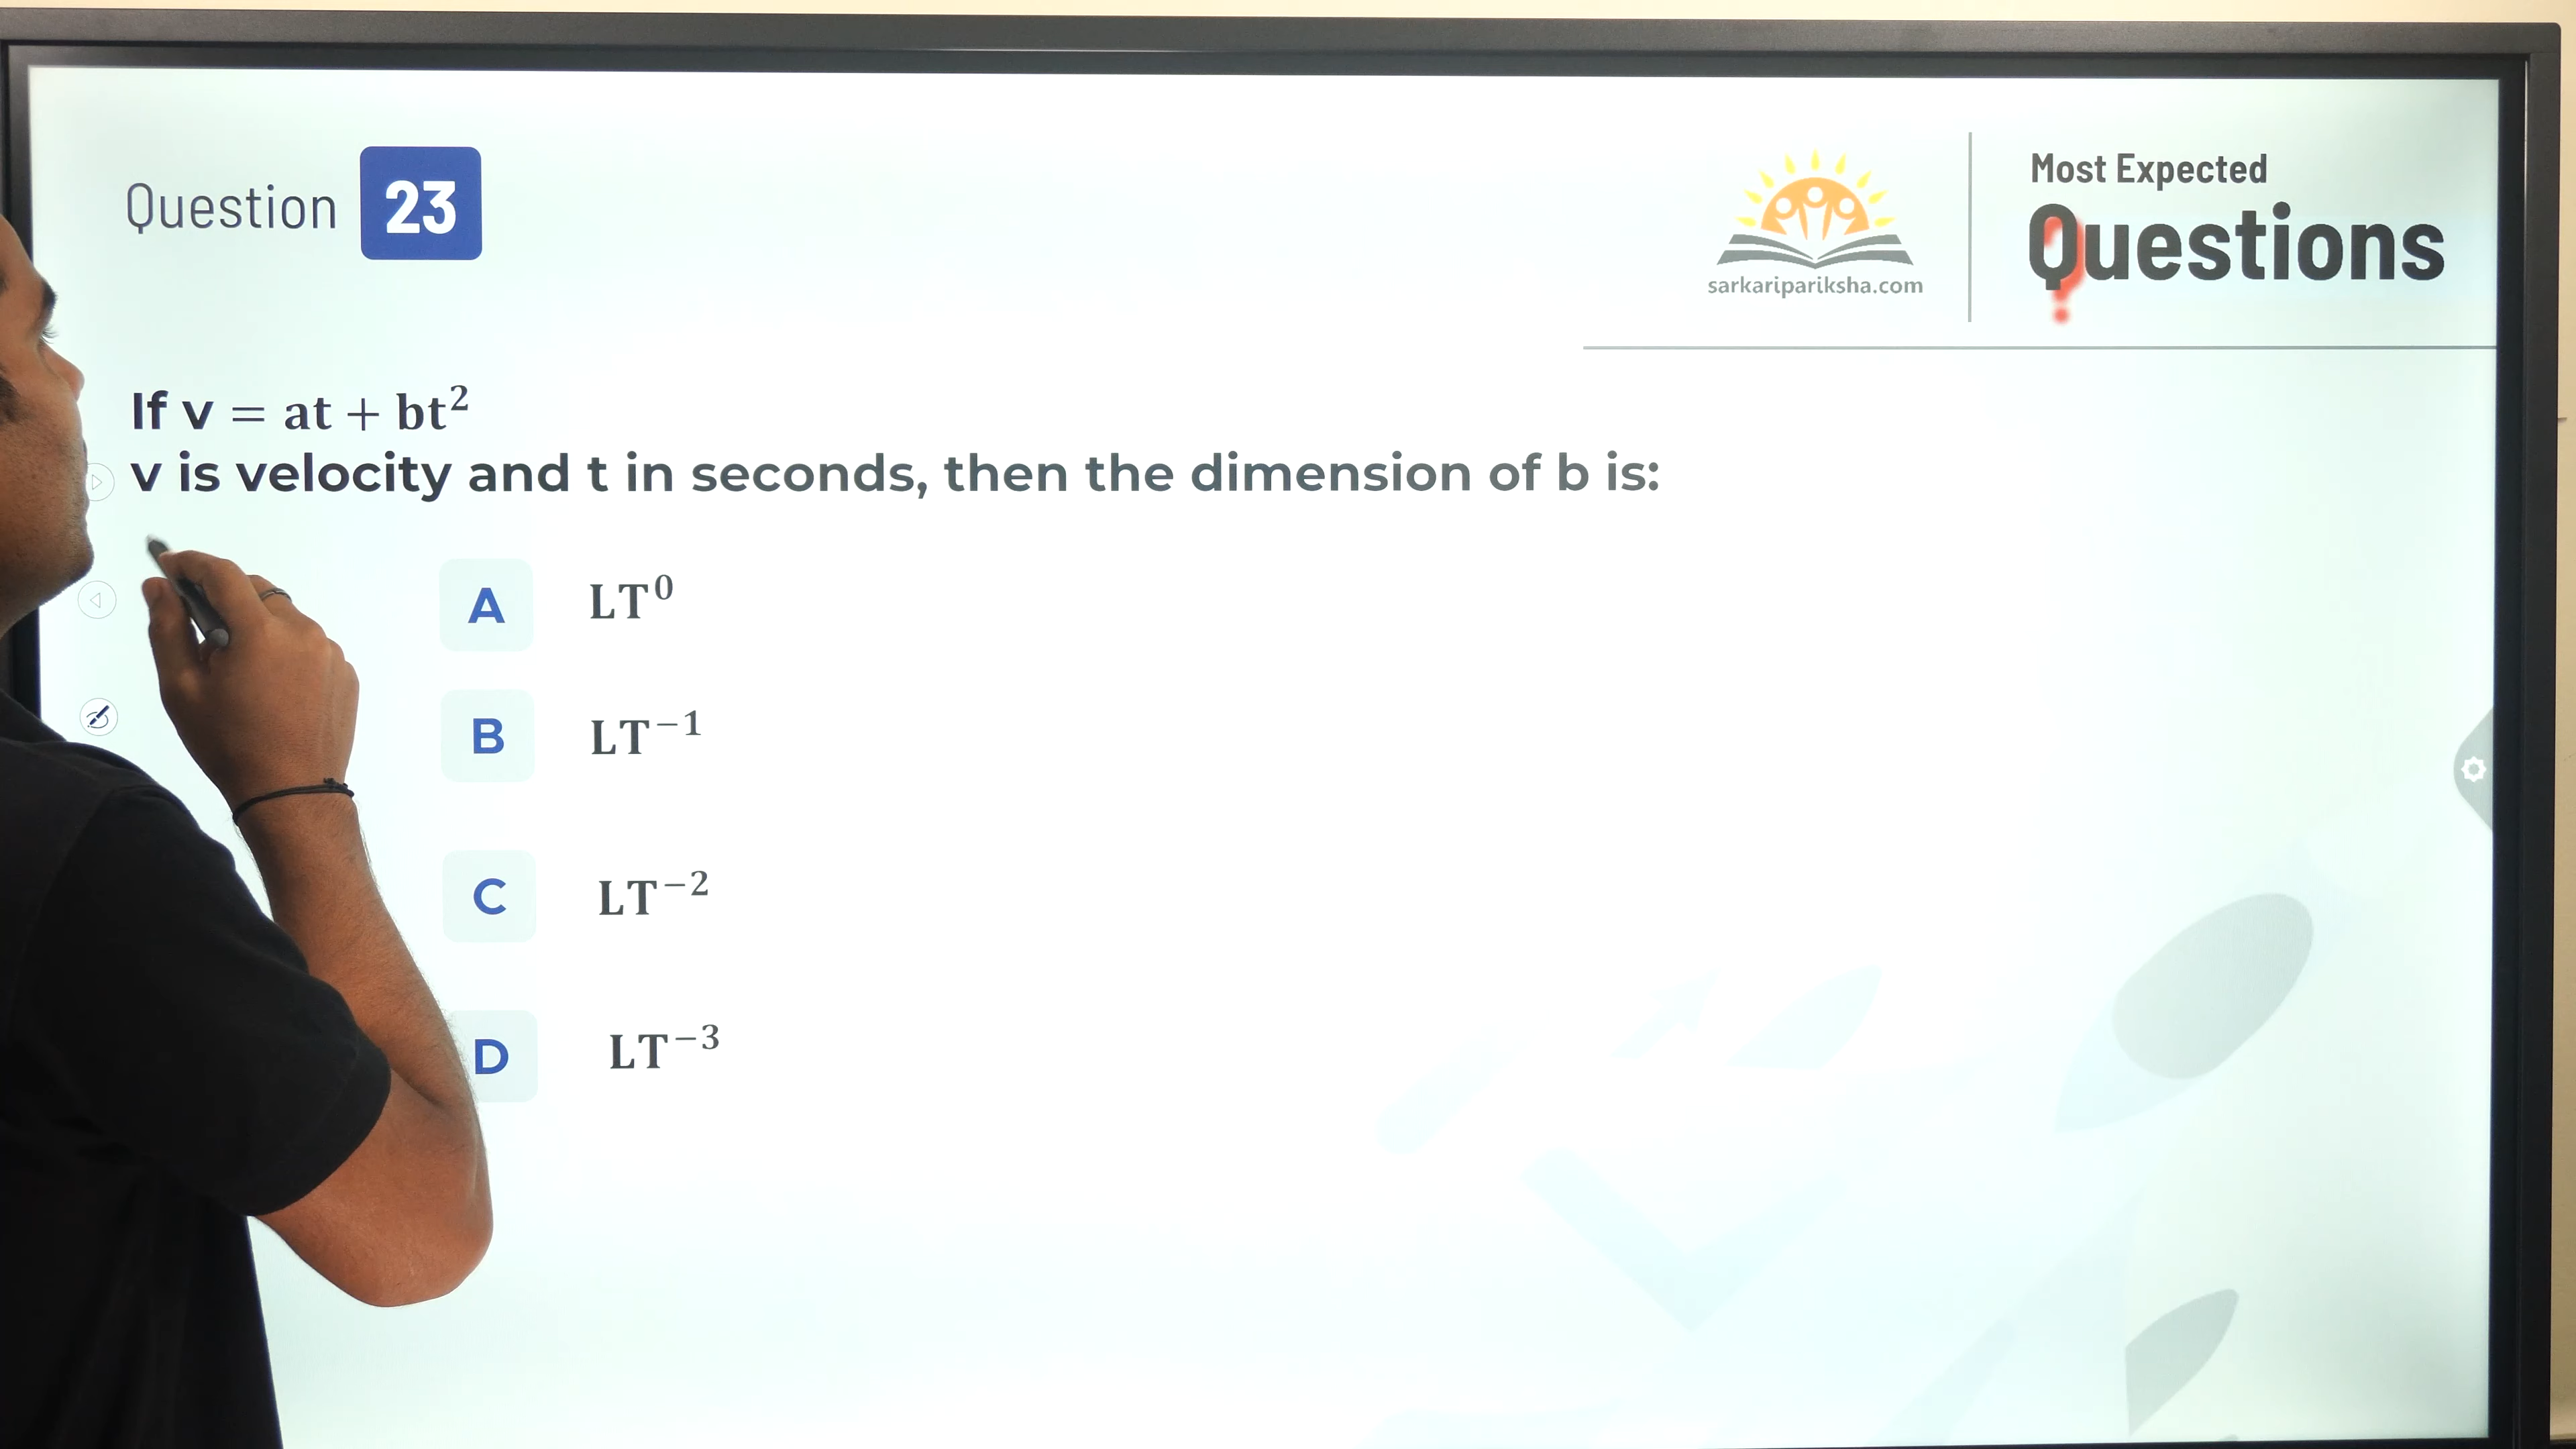 Question 23
sarkaripariksha.com
Most Expected
Questions
If v = at + bt²
v is velocity and t in seconds, then the dimension of b is:
A LT⁰
B LT⁻¹
C LT⁻²
D LT⁻³